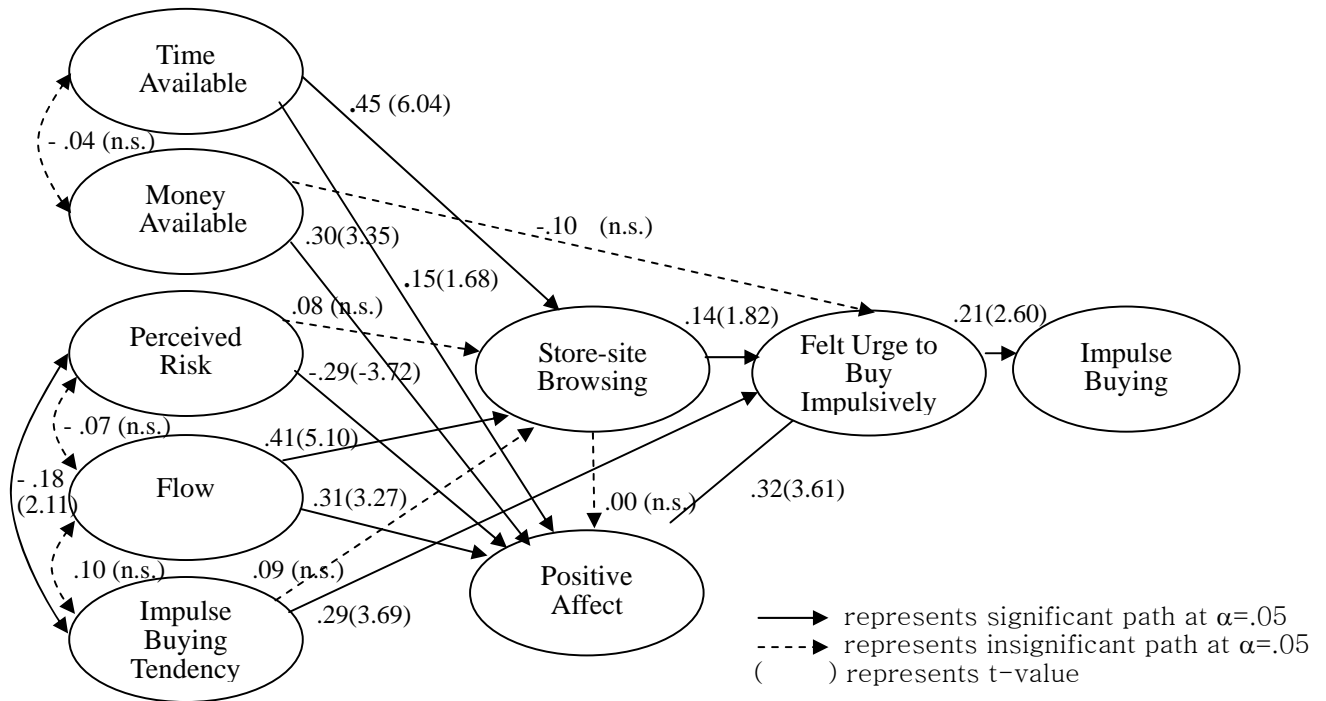 Time
Available
.45 (6.04)
- .04 (n.s.)
Money
Available
-.10 (n.s.)
.30(3.35)
.15(1.68)
.08 (n.s.)
Perceived
Risk
-.29(-3.72)
Store-site
Browsing
.14(1.82)
Felt Urge to
Buy
Impulsively
.21(2.60)
Impulse
Buying
- .07 (n.s.)
.41(5.10)
- .18
(2.11)
Flow
.31(3.27)
.00 (n.s.)
.32(3.61)
.10 (n.s.)
.09 (n.s.)
Impulse
Buying
Tendency
.29(3.69)
Positive
Affect
represents significant path at α=.05
represents insignificant path at α=.05
( ) represents t-value